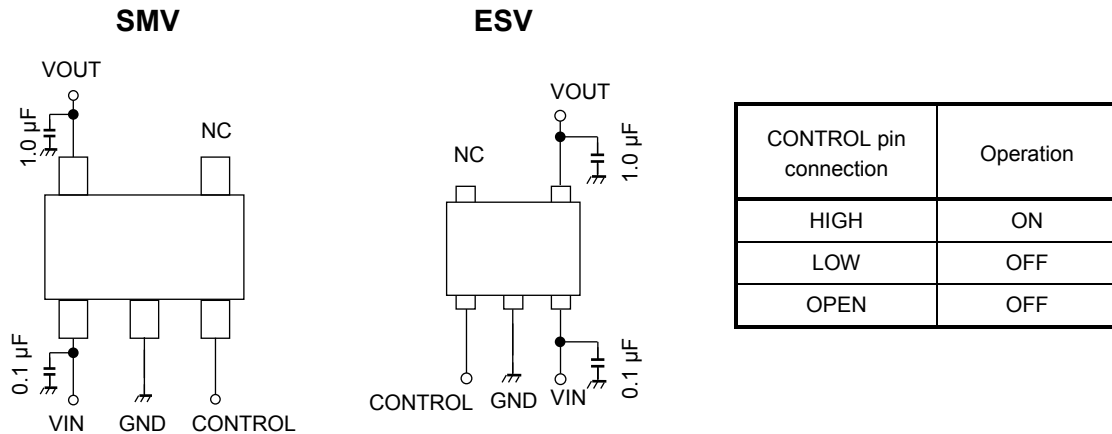 SMV
VOUT
1.0 µF
NC
0.1 µF
VIN GND CONTROL
ESV
VOUT
NC
1.0 µF
0.1 µF
CONTROL GND VIN
CONTROL pin
connection
Operation
HIGH ON
LOW OFF
OPEN OFF